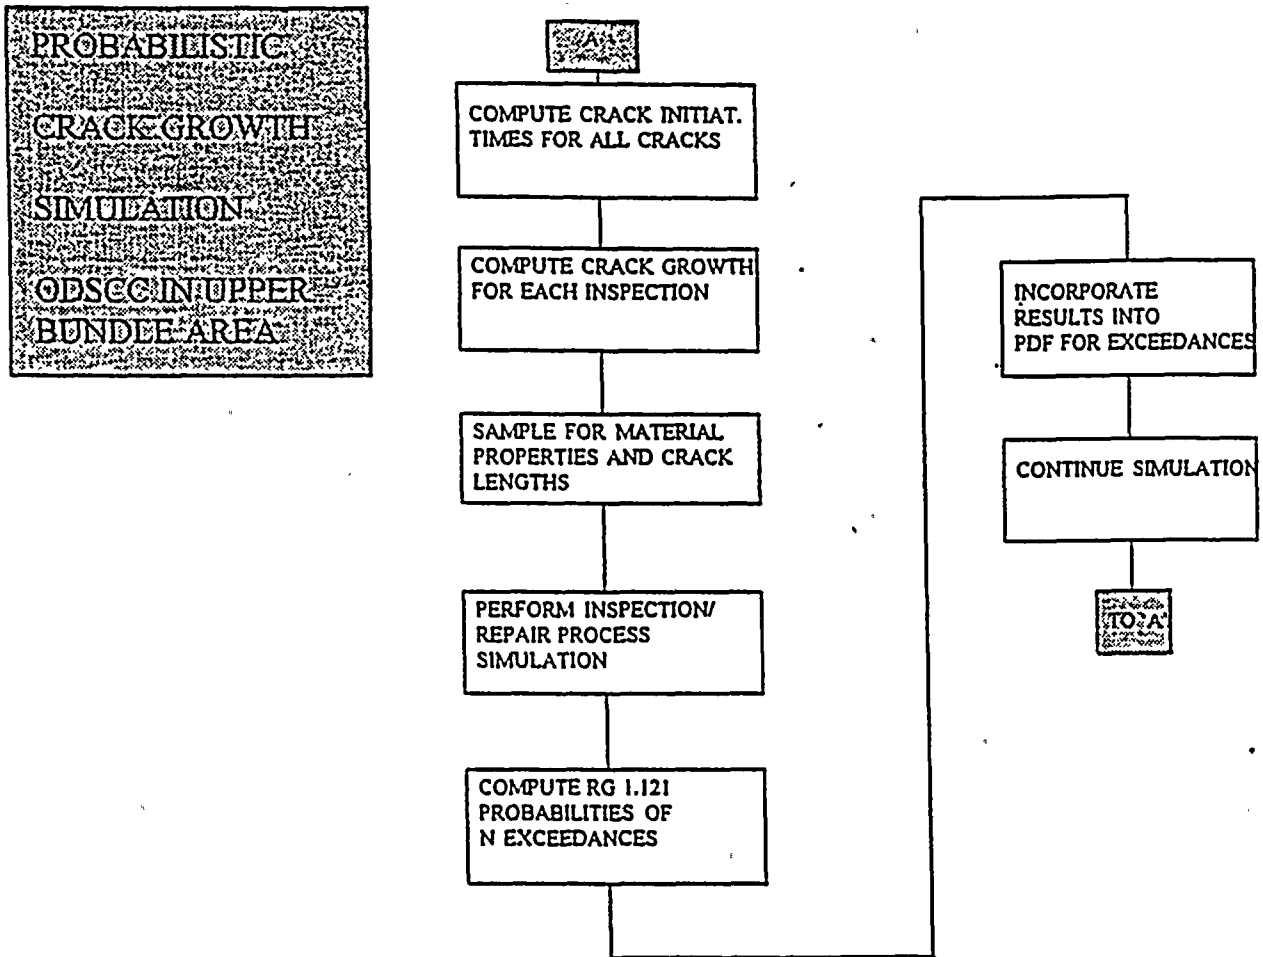 PROBABILISTIC
CRACK GROWTH
SIMULATION
ODSCC IN UPPER
BUNDLE AREA
"A"
COMPUTE CRACK INITIAT.
TIMES FOR ALL CRACKS
COMPUTE CRACK GROWTH
FOR EACH INSPECTION
SAMPLE FOR MATERIAL
PROPERTIES AND CRACK
LENGTHS
PERFORM INSPECTION/
REPAIR PROCESS
SIMULATION
COMPUTE RG 1.121
PROBABILITIES OF
N EXCEEDANCES
INCORPORATE
RESULTS INTO
PDF FOR EXCEEDANCES
CONTINUE SIMULATION
TO "A"